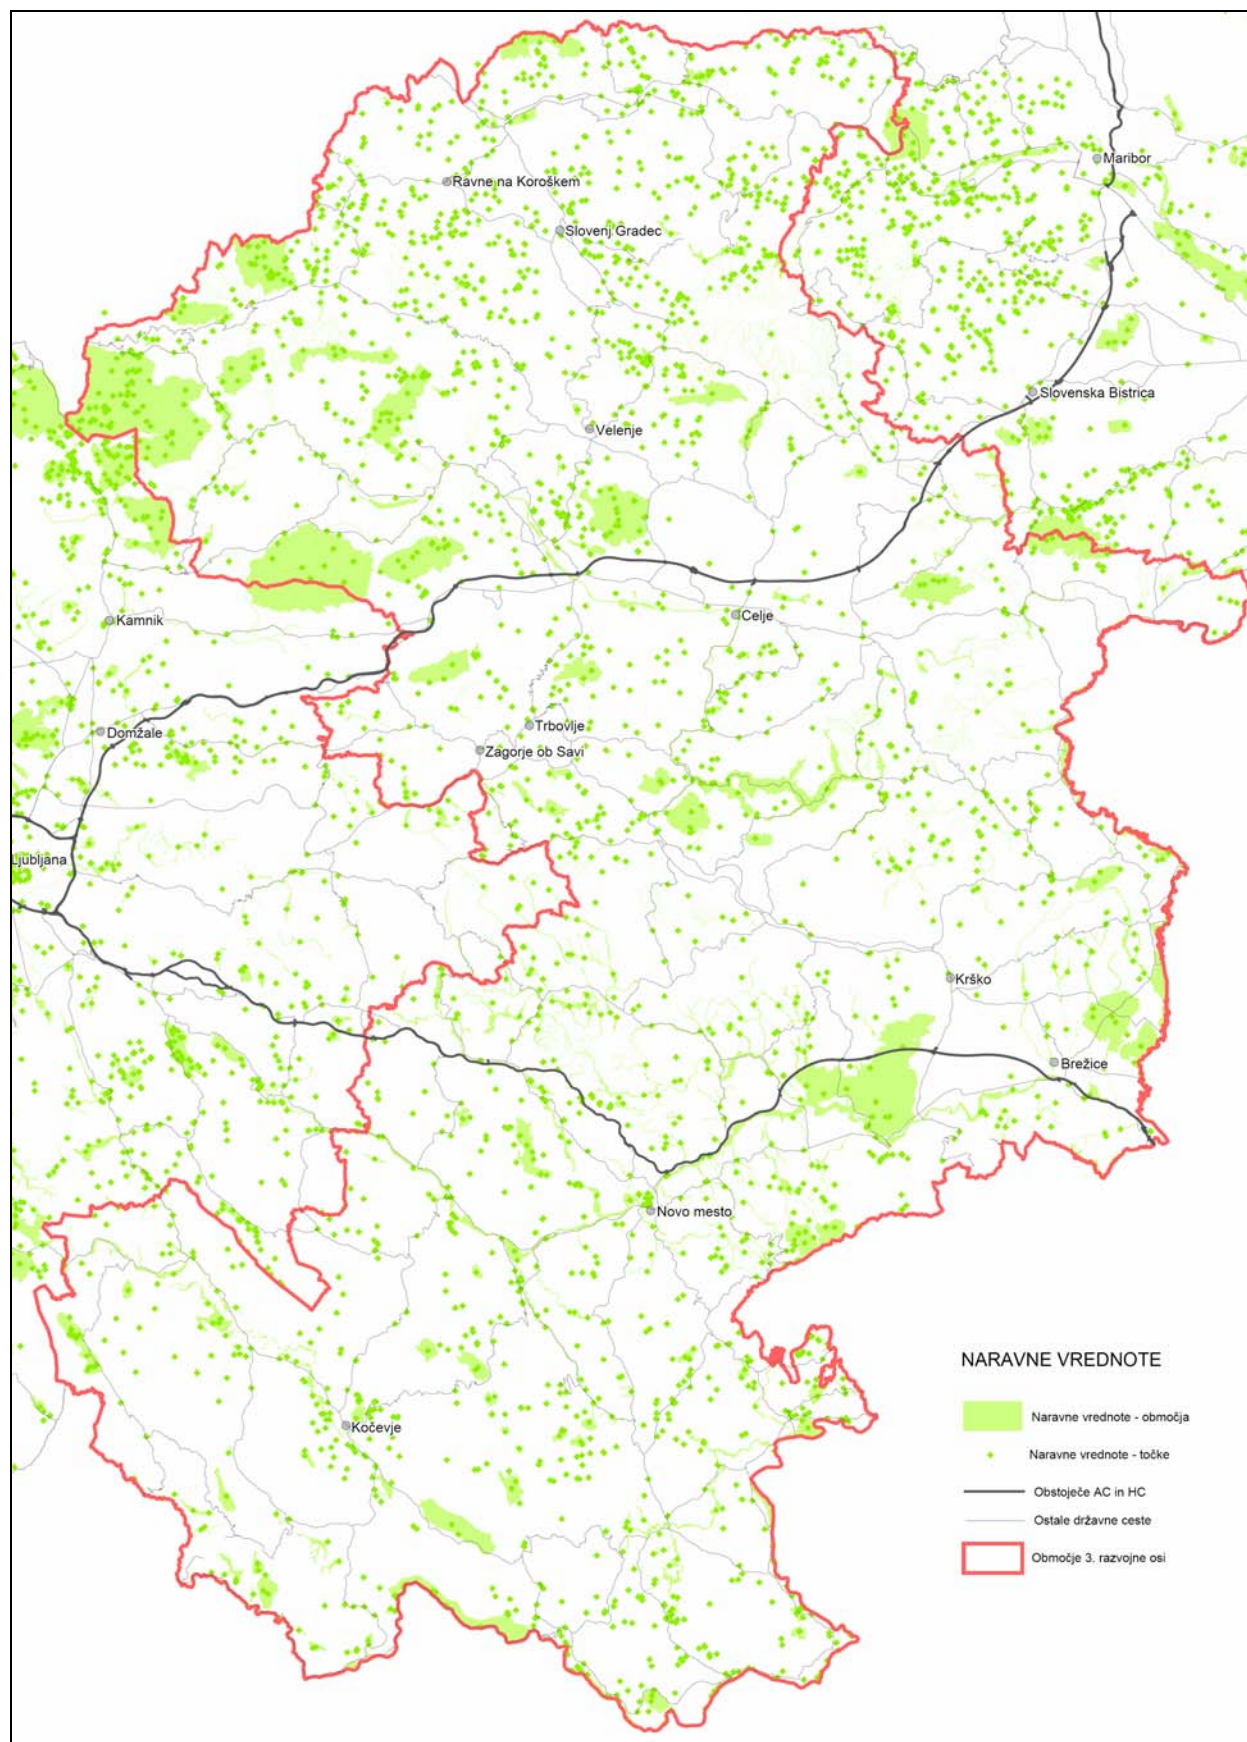 Maribor
Ravne na Koroškem
Slovenj Gradec
Slovenska Bistrica
Velenje
Kamnik
Celje
Trbovlje
Domžale
Zagorje ob Savi
Ljubljana
Krško
Brežice
Novo mesto
NARAVNE VREDNOTE
Naravne vrednote - območja
Kočevje
Naravne vrednote - točke
Obstoječe AC in HC
Ostale državne ceste
Območje 3. razvojne osi